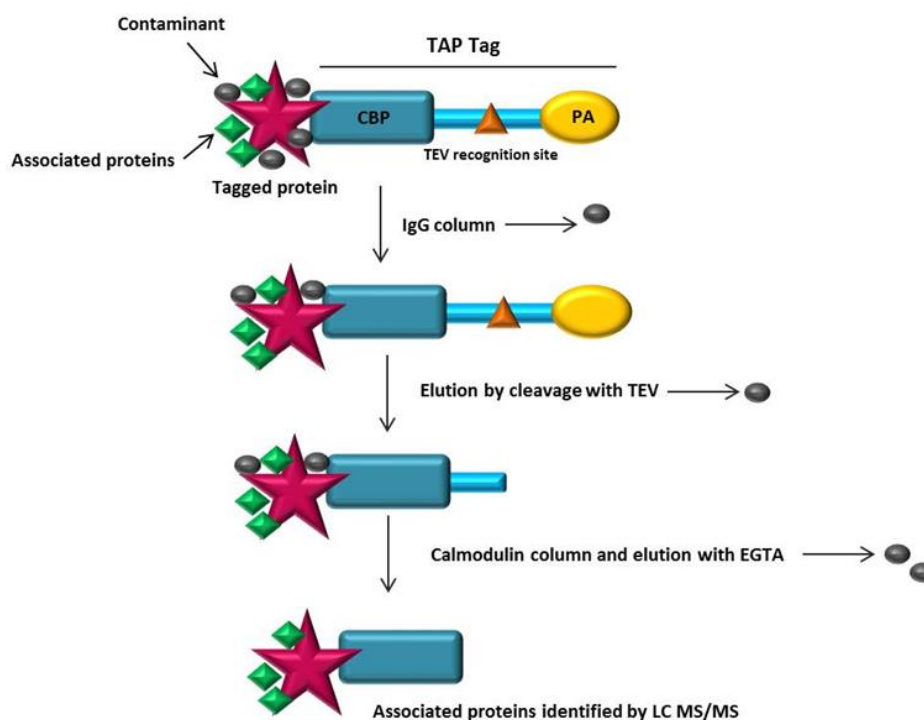 Contaminant
TAP Tag
CBP
PA
TEV recognition site
Associated proteins
Tagged protein
IgG column
Elution by cleavage with TEV
Calmodulin column and elution with EGTA
Associated proteins identified by LC MS/MS